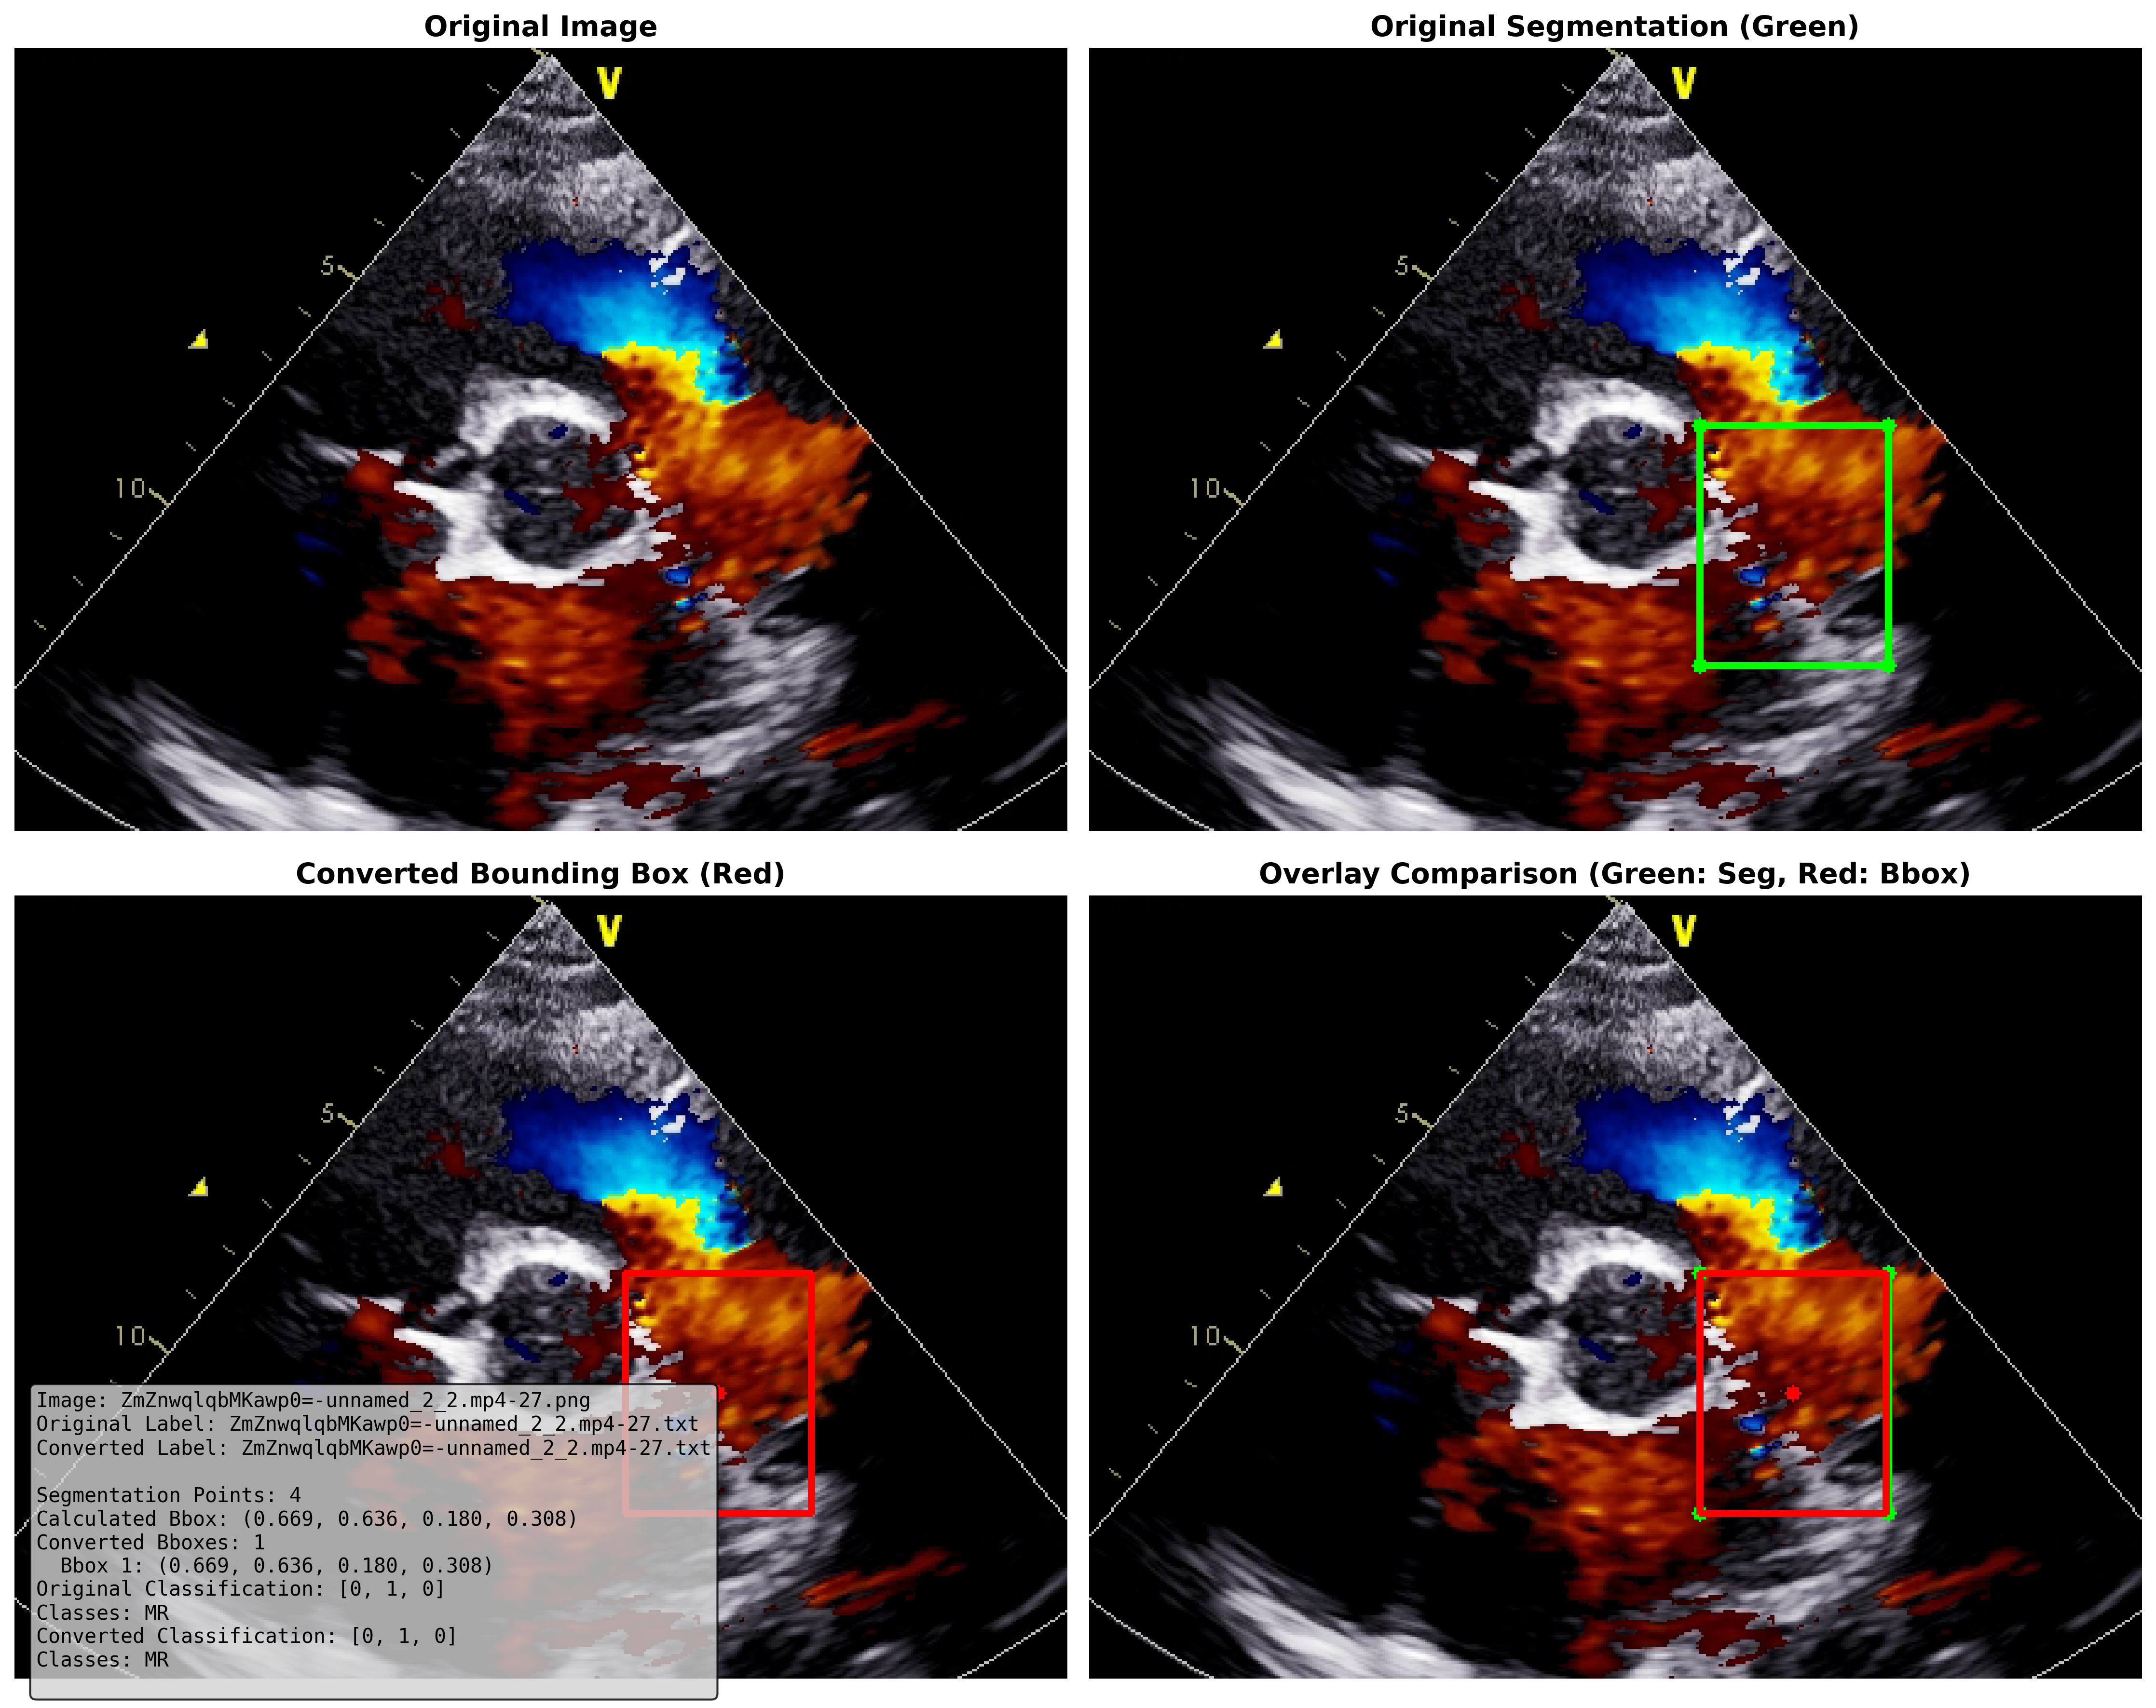 Original Image
Original Segmentation (Green)
V
5
10
V
5
10
Converted Bounding Box (Red)
Overlay Comparison (Green: Seg, Red: Bbox)
V
5
10
V
5
10
Image: ZmZnwqlqbMKawp0=-unnamed_2_2.mp4-27.png
Original Label: ZmZnwqlqbMKawp0=-unnamed_2_2.mp4-27.txt
Converted Label: ZmZnwqlqbMKawp0=-unnamed_2_2.mp4-27.txt
Segmentation Points: 4
Calculated Bbox: (0.669, 0.636, 0.180, 0.308)
Converted Bboxes: 1
Bbox 1: (0.669, 0.636, 0.180, 0.308)
Original Classification: [0, 1, 0]
Classes: MR
Converted Classification: [0, 1, 0]
Classes: MR